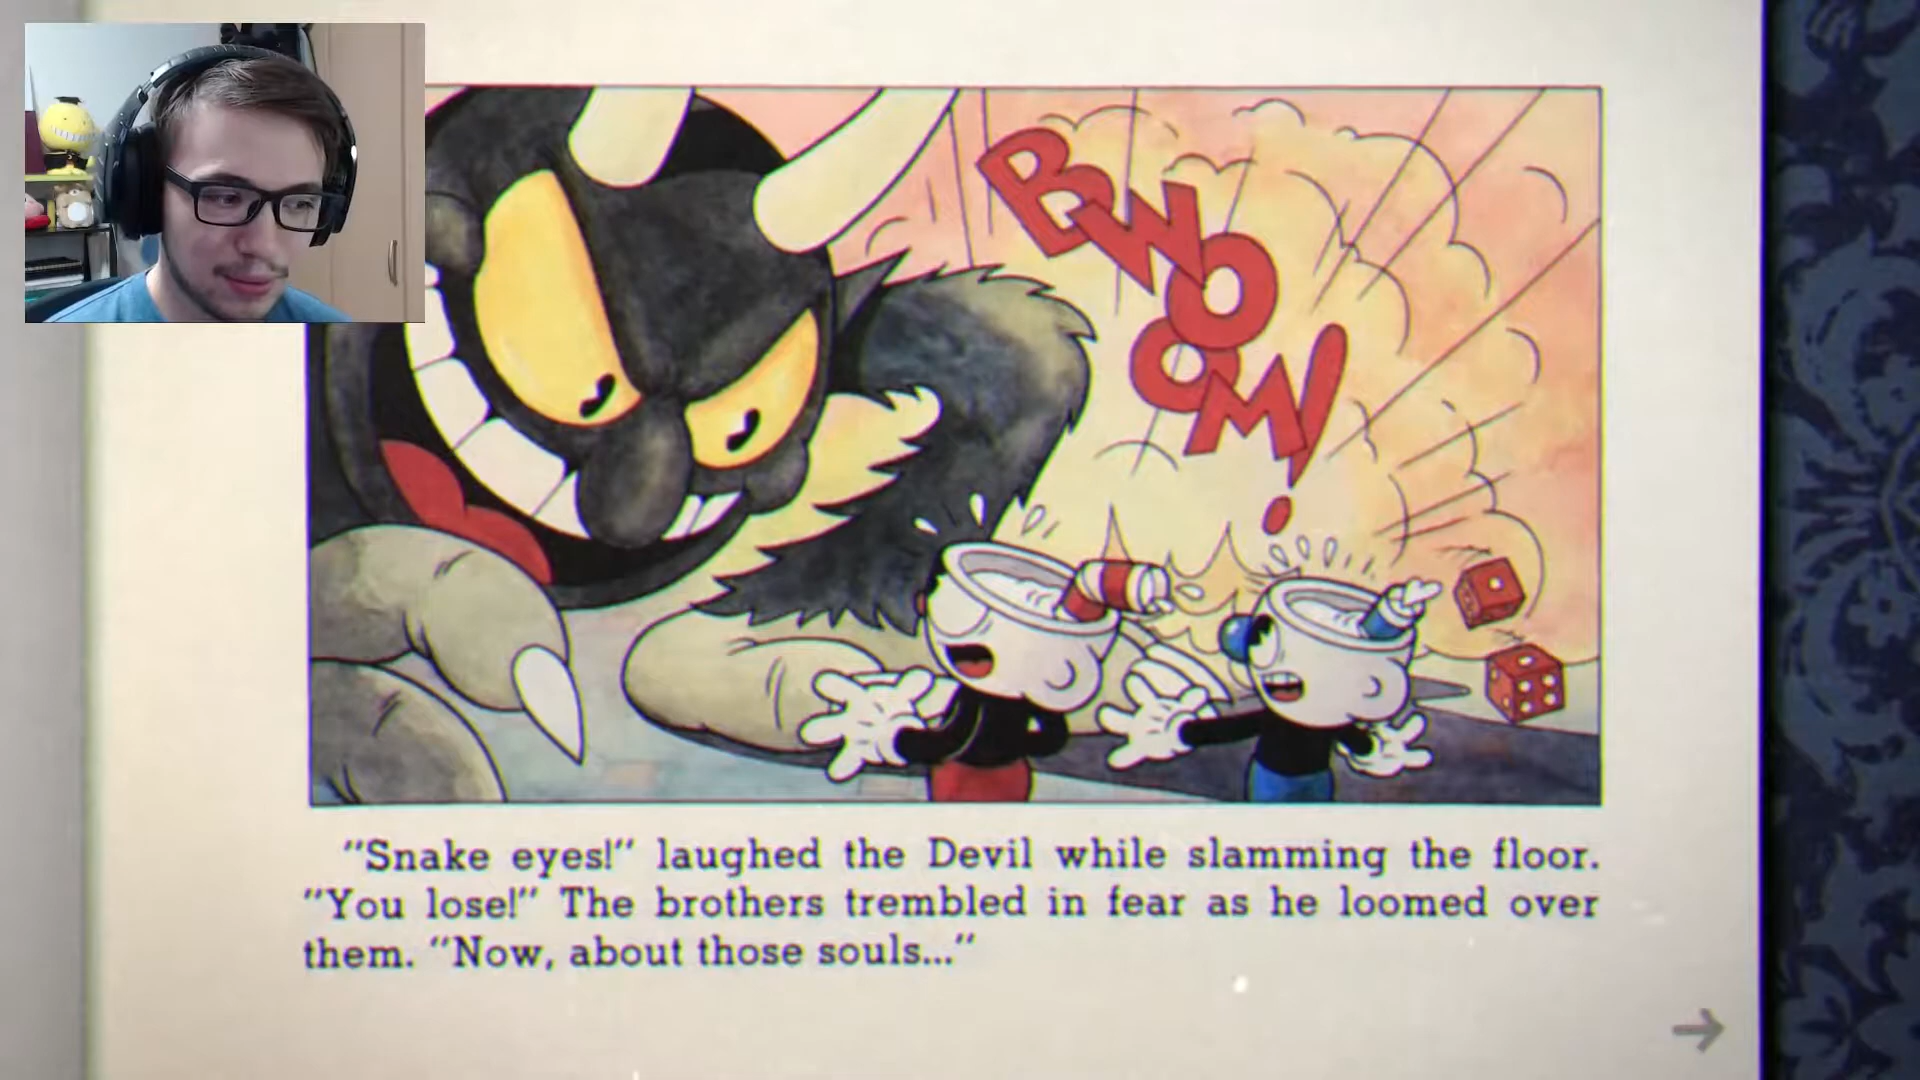 BWOOM!
"Snake eyes!" laughed the Devil while slamming the floor.
"You lose!" The brothers trembled in fear as he loomed over
them. "Now, about those souls..."